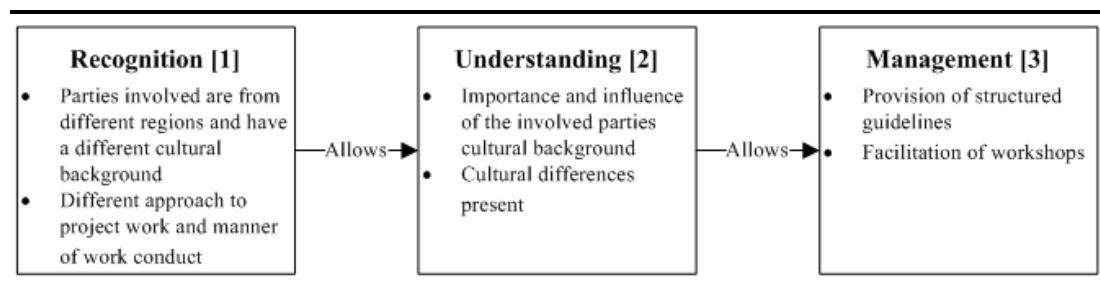 Recognition [1]
• Parties involved are from
different regions and have
a different cultural
background
• Different approach to
project work and manner
of work conduct
Allows
Understanding [2]
• Importance and influence
of the involved parties
cultural background
• Cultural differences
present
Allows
Management [3]
• Provision of structured
guidelines
• Facilitation of workshops